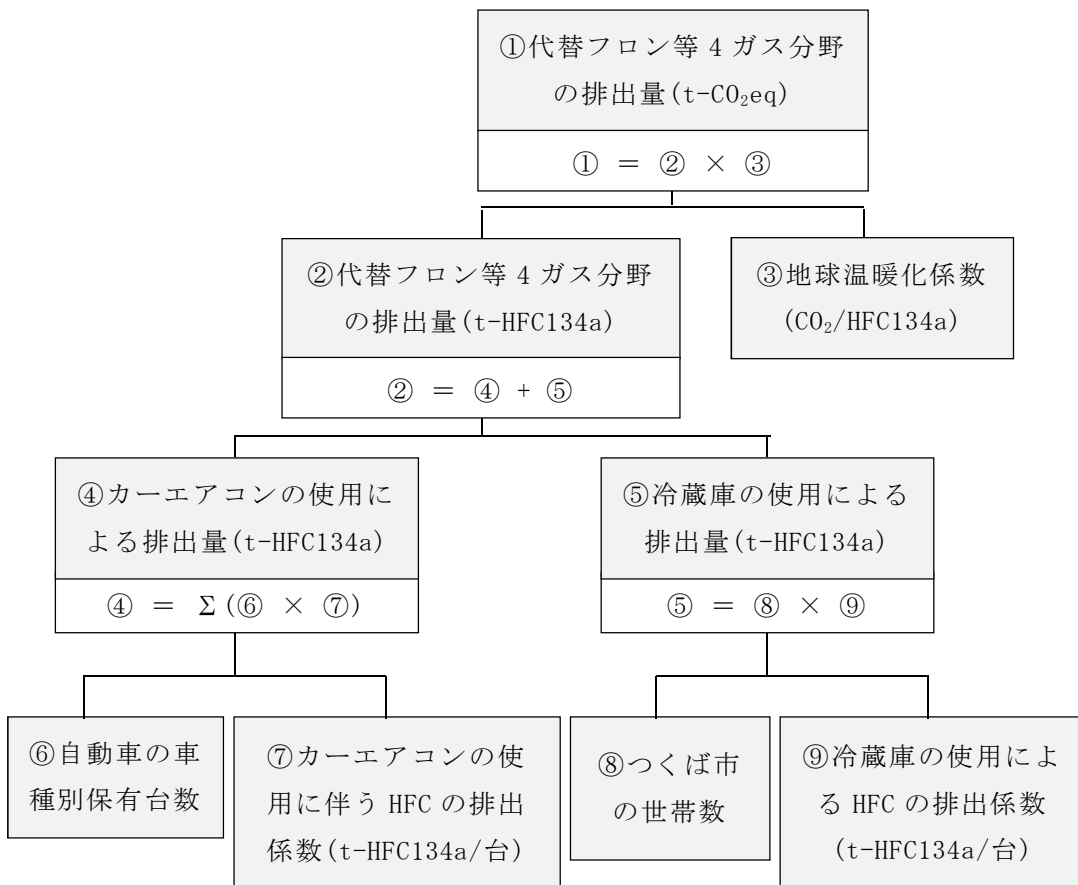 ①代替フロン等 4 ガス分野
の排出量(t-CO₂eq)
① = ② × ③
②代替フロン等 4 ガス分野
の排出量(t-HFC134a)
② = ④ + ⑤
③地球温暖化係数
(CO₂/HFC134a)
④カーエアコンの使用に
よる排出量(t-HFC134a)
④ = Σ(⑥ × ⑦)
⑤冷蔵庫の使用による
排出量(t-HFC134a)
⑤ = ⑧ × ⑨
⑥自動車の車
種別保有台数
⑦カーエアコンの使
用に伴う HFC の排出
係数(t-HFC134a/台)
⑧つくば市
の世帯数
⑨冷蔵庫の使用によ
る HFC の排出係数
(t-HFC134a/台)